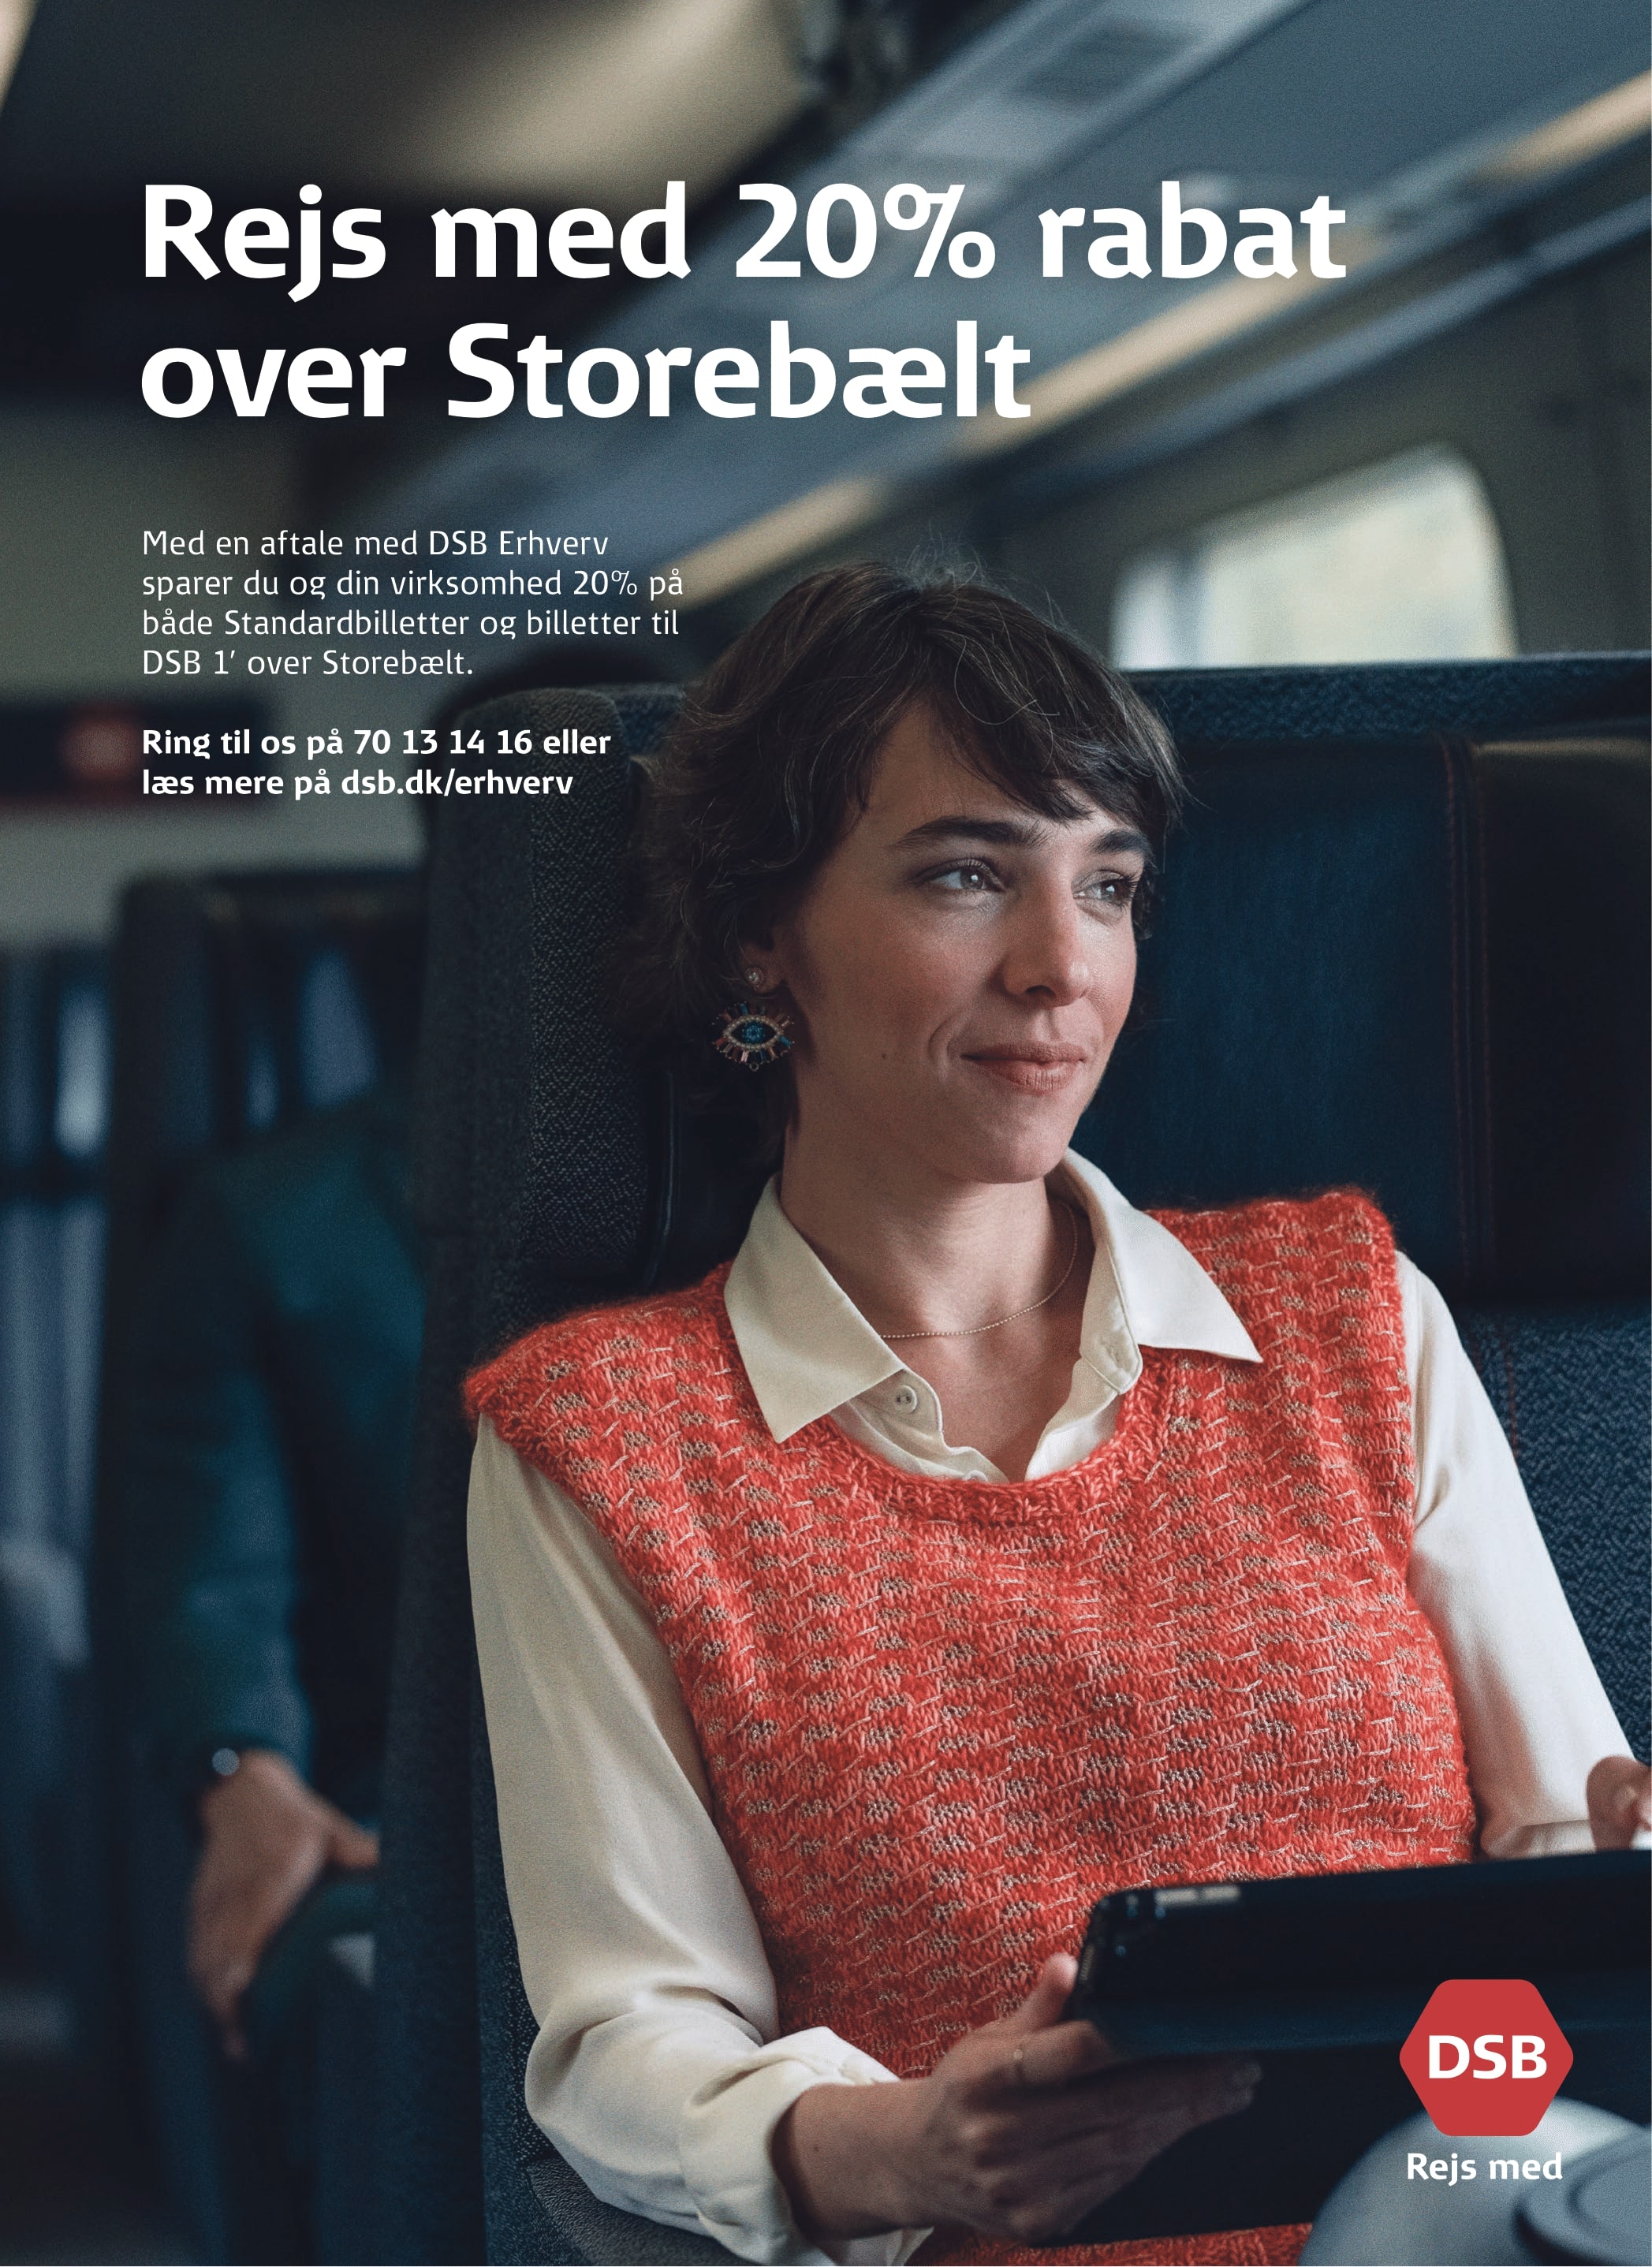 Rejs med 20% rabat
over Storebælt
Med en aftale med DSB Erhverv
sparer du og din virksomhed 20% på
både Standardbilletter og billetter til
DSB 1' over Storebælt.
Ring til os på 70 13 14 16 eller
læs mere på dsb.dk/erhverv
DSB
Rejs med